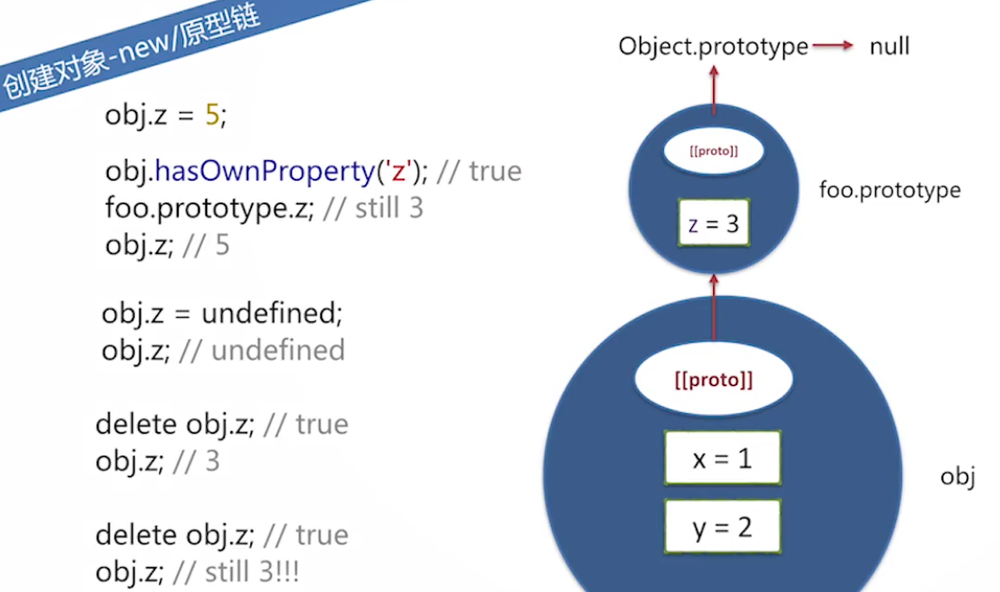 创建对象-new/原型链
obj.z = 5;
obj.hasOwnProperty('z'); // true
foo.prototype.z; // still 3
obj.z; // 5
obj.z = undefined;
obj.z; // undefined
delete obj.z; // true
obj.z; // 3
delete obj.z; // true
obj.z; // still 3!!!
Object.prototype
null
[[proto]]
z = 3
foo.prototype
[[proto]]
x = 1
y = 2
obj